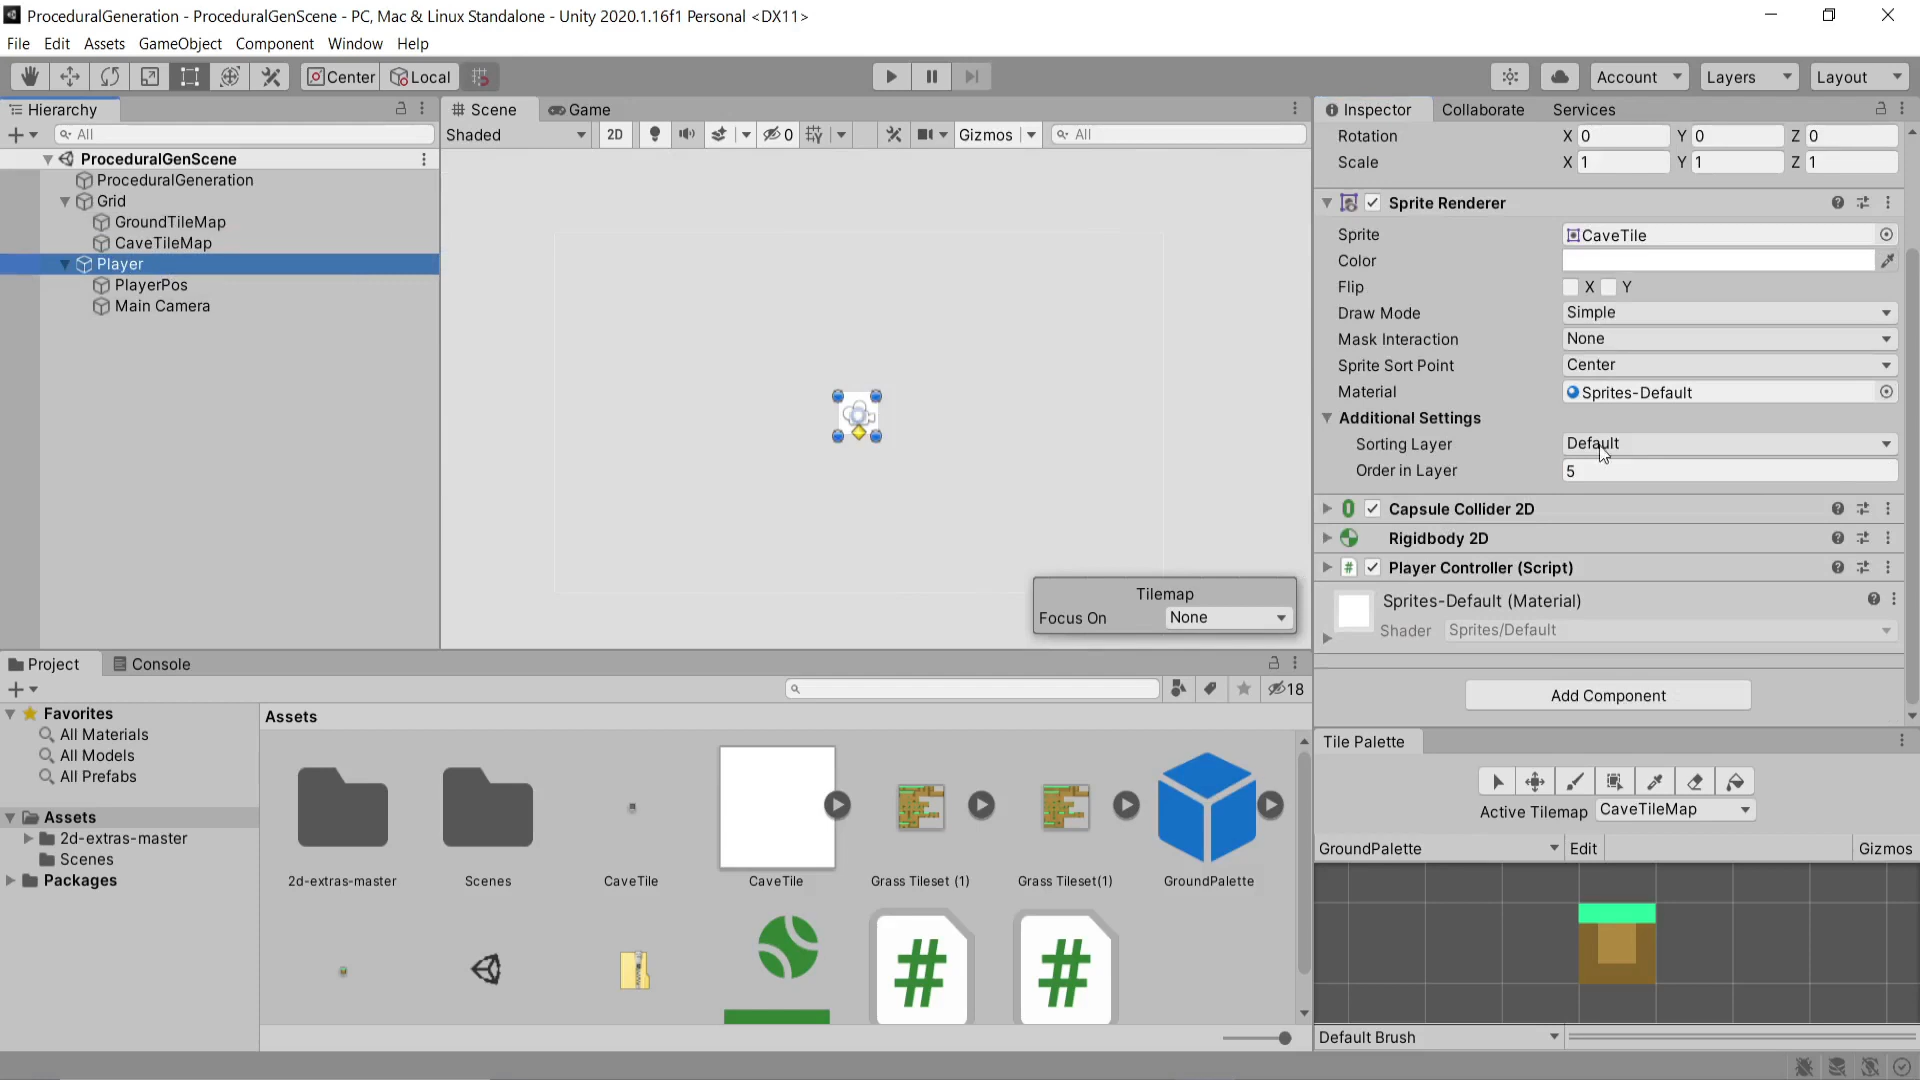 ProceduralGeneration - ProceduralGenScene - PC, Mac & Linux Standalone - Unity 2020.1.16f1 Personal <DX11>
File Edit Assets GameObject Component Window Help
Center Local Account Layers Layout
Hierarchy
All
ProceduralGenScene
ProceduralGeneration
Grid
GroundTileMap
CaveTileMap
Player
PlayerPos
Main Camera
Scene Game
Shaded 2D 0 Gizmos All
Tilemap
Focus On None
Inspector Collaborate Services
Rotation X 0 Y 0 Z 0
Scale X 1 Y 1 Z 1
Sprite Renderer
Sprite CaveTile
Color
Flip X Y
Draw Mode Simple
Mask Interaction None
Sprite Sort Point Center
Material Sprites-Default
Additional Settings
Sorting Layer Default
Order in Layer 5
Capsule Collider 2D
Rigidbody 2D
# Player Controller (Script)
Sprites-Default (Material)
Shader Sprites/Default
Add Component
Project Console
18
Favorites
All Materials
All Models
All Prefabs
Assets
2d-extras-master
Scenes
Packages
Assets
2d-extras-master Scenes CaveTile CaveTile Grass Tileset (1) Grass Tileset(1) GroundPalette
# #
Tile Palette
Active Tilemap CaveTileMap
GroundPalette Edit Gizmos
Default Brush